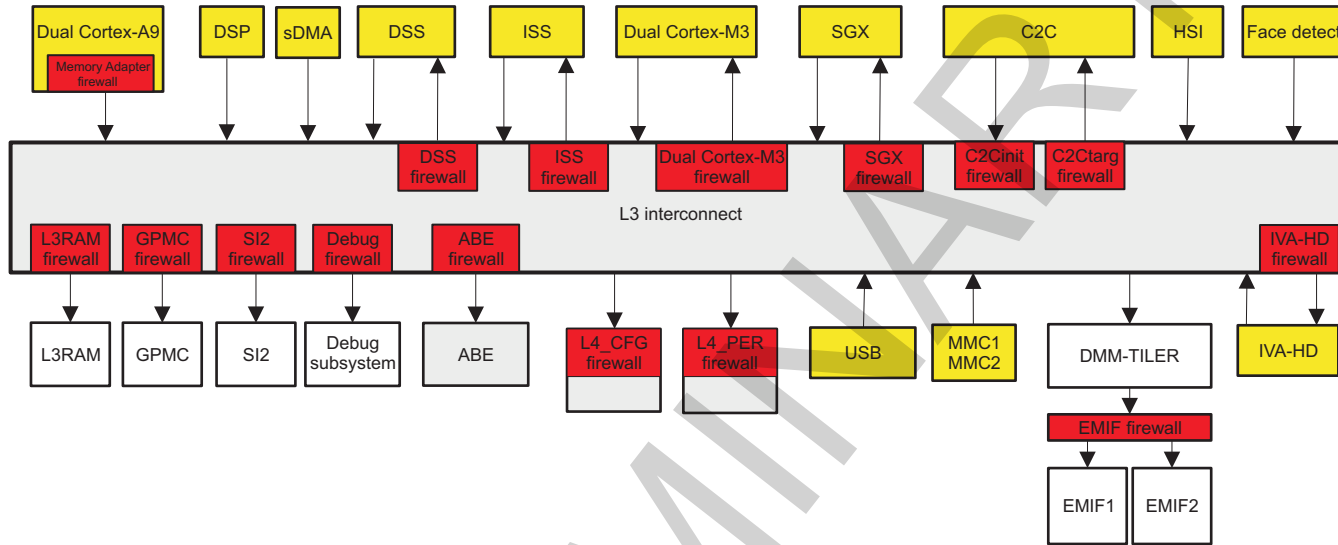 Dual Cortex-A9
Memory Adapter
firewall
DSP
sDMA
DSS
ISS
Dual Cortex-M3
SGX
C2C
HSI
Face detect
DSS
firewall
ISS
firewall
Dual Cortex-M3
firewall
SGX
firewall
C2Cinit
firewall
C2Ctarg
firewall
L3 interconnect
L3RAM
firewall
GPMC
firewall
SI2
firewall
Debug
firewall
ABE
firewall
IVA-HD
firewall
L3RAM
GPMC
SI2
Debug
subsystem
ABE
L4_CFG
firewall
L4_PER
firewall
USB
MMC1
MMC2
DMM-TILER
IVA-HD
EMIF firewall
EMIF1
EMIF2
MINAR